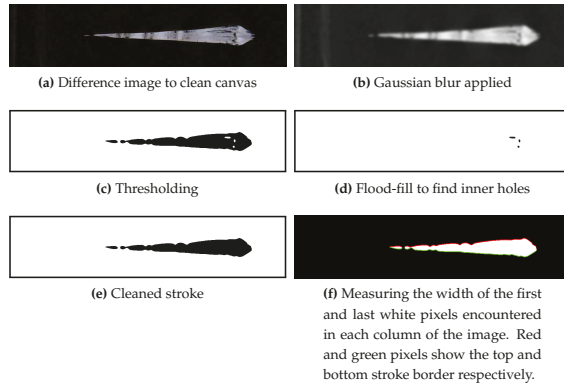 (a) Difference image to clean canvas
(b) Gaussian blur applied
(c) Thresholding
(d) Flood-fill to find inner holes
(e) Cleaned stroke
(f) Measuring the width of the first
and last white pixels encountered
in each column of the image. Red
and green pixels show the top and
bottom stroke border respectively.